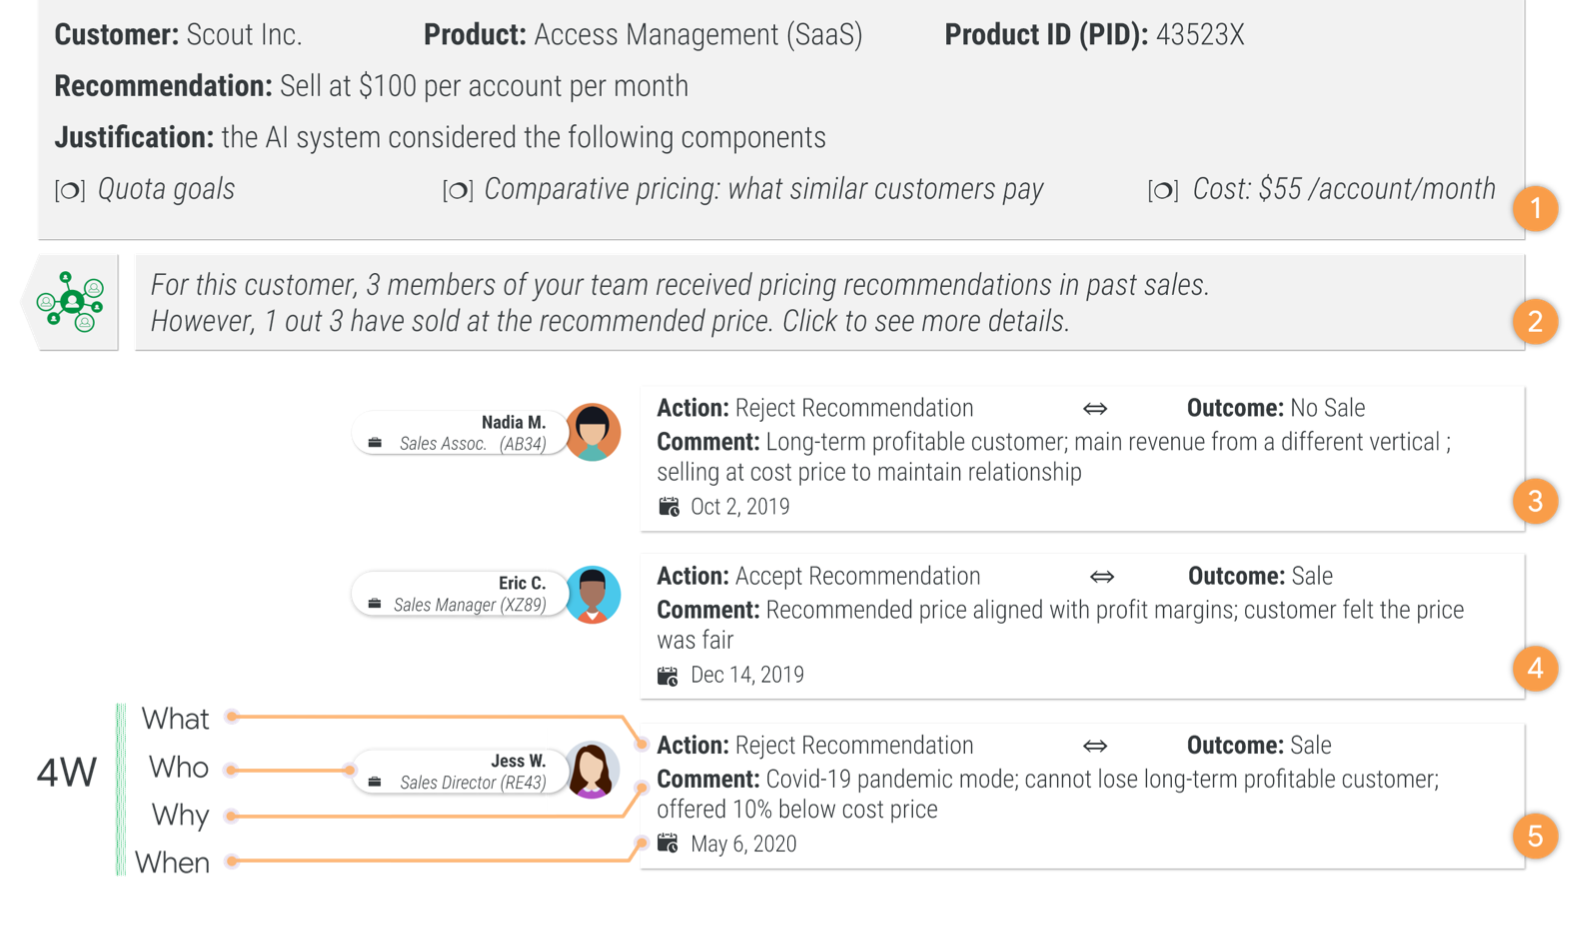 Customer: Scout Inc. Product: Access Management (SaaS) Product ID (PID): 43523X
Recommendation: Sell at $100 per account per month
Justification: the AI system considered the following components
Quota goals Comparative pricing: what similar customers pay Cost: $55 /account/month
1
For this customer, 3 members of your team received pricing recommendations in past sales.
However, 1 out 3 have sold at the recommended price. Click to see more details.
2
Nadia M.
Sales Assoc. (AB34)
Action: Reject Recommendation ⇔ Outcome: No Sale
Comment: Long-term profitable customer; main revenue from a different vertical ;
selling at cost price to maintain relationship
Oct 2, 2019
3
Eric C.
Sales Manager (XZ89)
Action: Accept Recommendation ⇔ Outcome: Sale
Comment: Recommended price aligned with profit margins; customer felt the price
was fair
Dec 14, 2019
4
4W
What
Who
Why
When
Jess W.
Sales Director (RE43)
Action: Reject Recommendation ⇔ Outcome: Sale
Comment: Covid-19 pandemic mode; cannot lose long-term profitable customer;
offered 10% below cost price
May 6, 2020
5